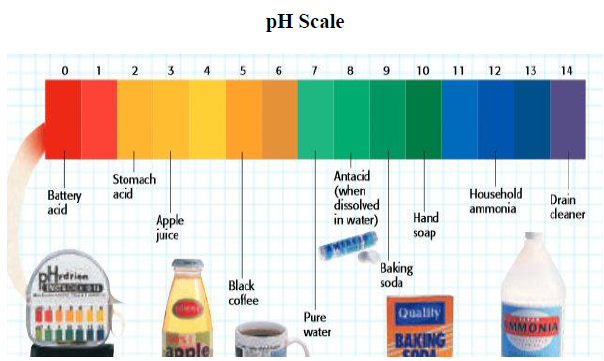 pH Scale
0 1 2 3 4 5 6 7 8 9 10 11 12 13 14
Battery
acid
Stomach
acid
Apple
juice
Black
coffee
Pure
water
Antacid
(when
dissolved
in water)
Baking
soda
Hand
soap
Household
ammonia
Drain
cleaner
pHydrion
ANTACID
apple
Quality
BAKING
SODA
AMMONIA